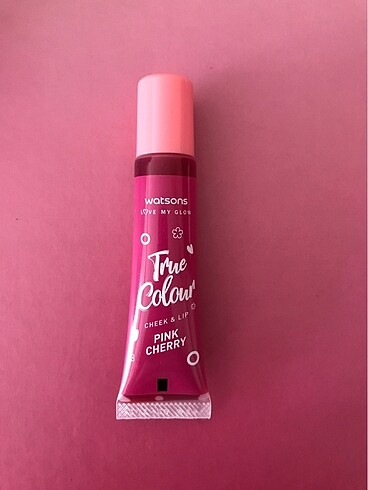 watsons
LOVE MY GLOW
True
Colour
CHEEK & LIP
PINK
CHERRY